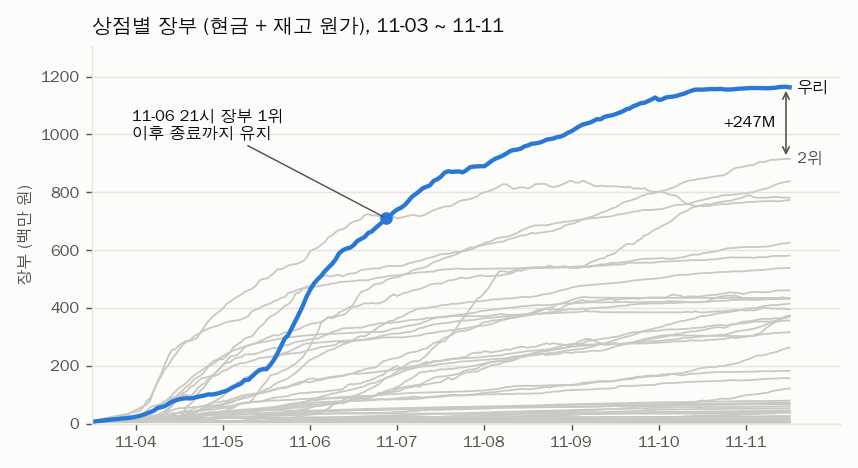 상점별 장부 (현금 + 재고 원가), 11-03 ~ 11-11
장부 (백만 원)
1200
1000
800
600
400
200
0
11-06 21시 장부 1위
이후 종료까지 유지
우리
+247M
2위
11-04
11-05
11-06
11-07
11-08
11-09
11-10
11-11